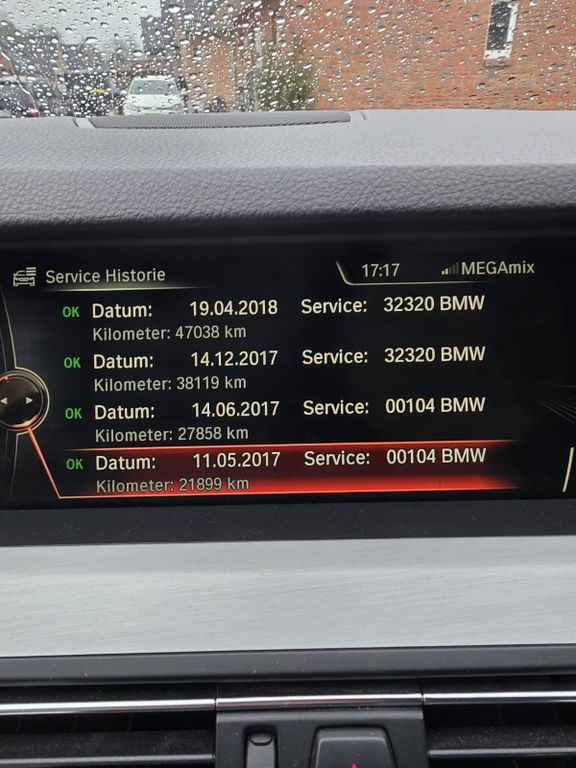 Service Historie 17:17 MEGAmix
OK Datum: 19.04.2018 Service: 32320 BMW
Kilometer: 47038 km
OK Datum: 14.12.2017 Service: 32320 BMW
Kilometer: 38119 km
OK Datum: 14.06.2017 Service: 00104 BMW
Kilometer: 27858 km
OK Datum: 11.05.2017 Service: 00104 BMW
Kilometer: 21899 km